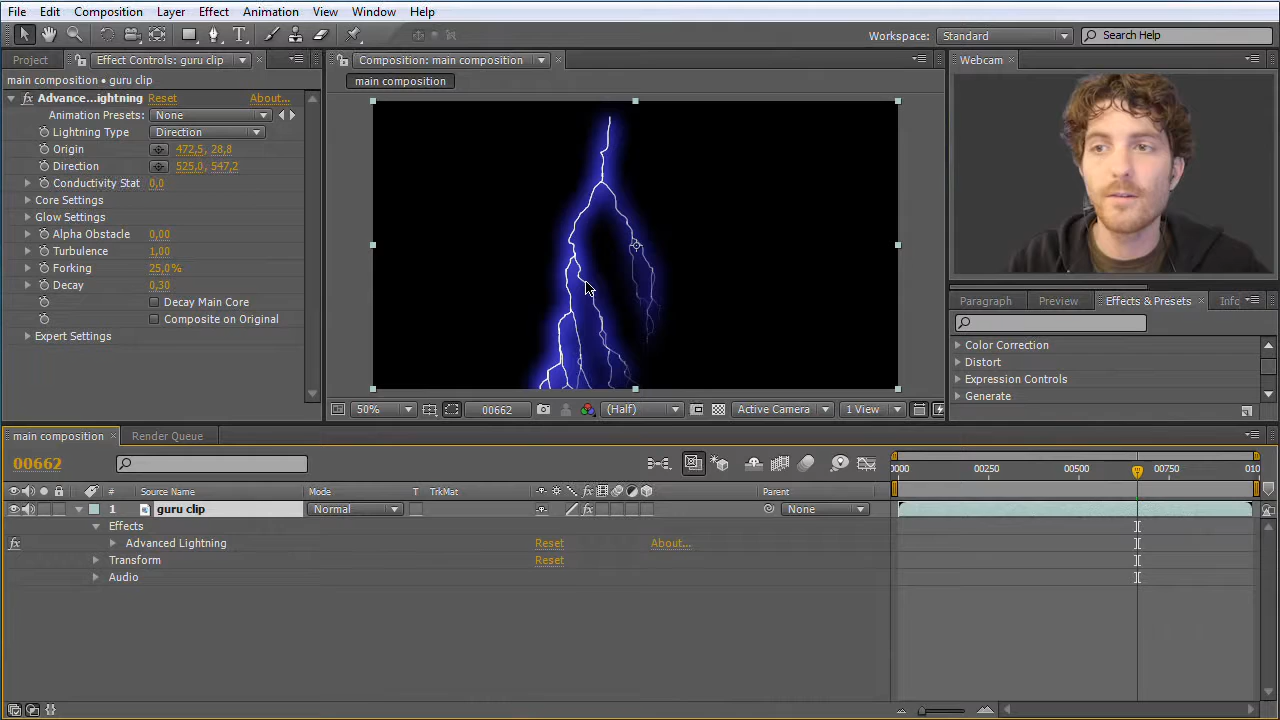 File Edit Composition Layer Effect Animation View Window Help
Workspace: Standard Search Help
Project Effect Controls: guru clip Composition: main composition Webcam
main composition • guru clip
main composition
Advance...ightning Reset About...
Animation Presets: None
Lightning Type Direction
Origin 472,5, 28,8
Direction 525,0, 547,2
Conductivity Stat 0,0
Core Settings
Glow Settings
Alpha Obstacle 0,00
Turbulence 1,00
Forking 25,0%
Decay 0,30
Decay Main Core
Composite on Original
Expert Settings
Paragraph Preview Effects & Presets Info
Color Correction
Distort
Expression Controls
Generate
50% 00662 (Half) Active Camera 1 View
main composition Render Queue
00662
0000 00250 00500 00750 010
# Source Name Mode T TrkMat Parent
1 guru clip Normal None
Effects
fx Advanced Lightning Reset About...
Transform Reset
Audio